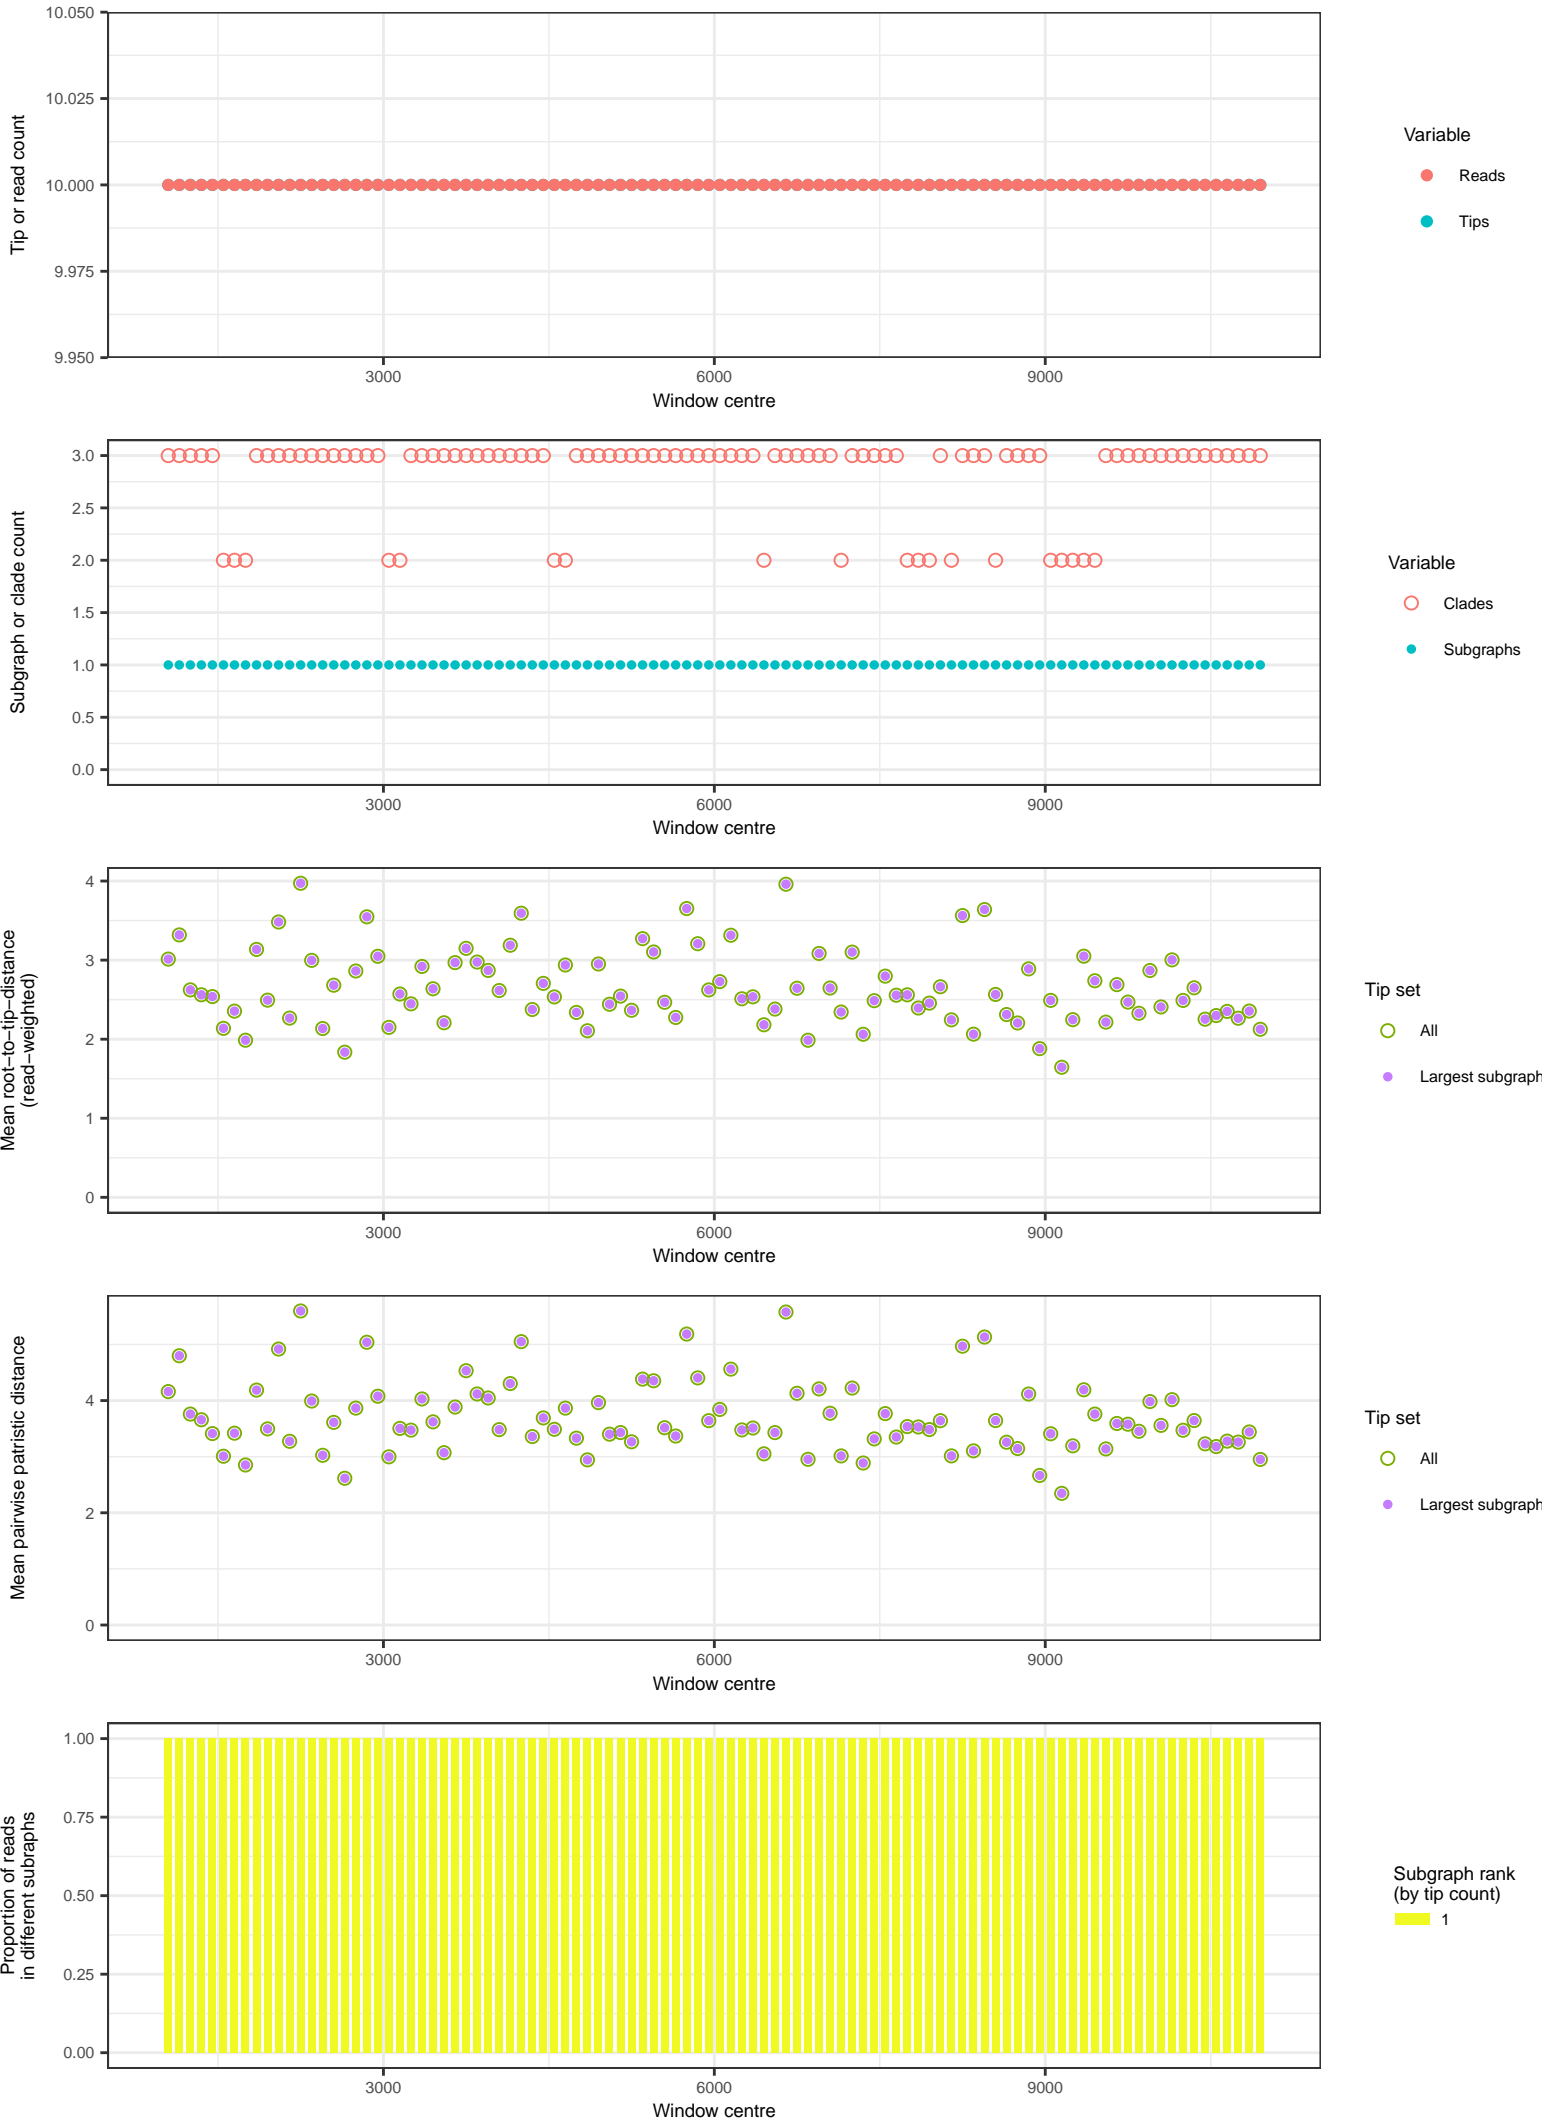 10.050
10.025
10.000
9.975
9.950
Tip or read count
3000
6000
9000
Window centre
Variable
Reads
Tips
3.0
2.5
2.0
1.5
1.0
0.5
0.0
Subgraph or clade count
3000
6000
9000
Window centre
Variable
Clades
Subgraphs
4
3
2
1
0
Mean root−to−tip−distance
(read−weighted)
3000
6000
9000
Window centre
Tip set
All
Largest subgraph
4
2
0
Mean pairwise patristic distance
3000
6000
9000
Window centre
Tip set
All
Largest subgraph
1.00
0.75
0.50
0.25
0.00
Proportion of reads
in different subraphs
3000
6000
9000
Window centre
Subgraph rank
(by tip count)
1